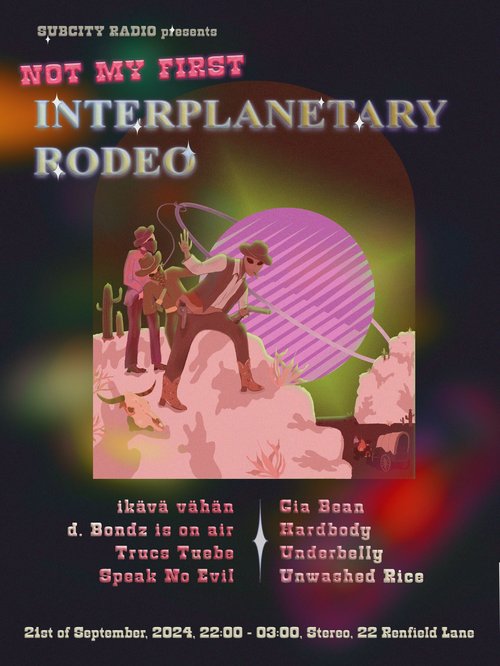 SUBCITY RADIO presents
NOT MY FIRST
INTERPLANETARY
RODEO
ikävä vähän
d. Bondz is on air
Trucs Tuebe
Speak No Evil
Gia Bean
Hardbody
Underbelly
Unwashed Rice
21st of September, 2024, 22:00 - 03:00, Stereo, 22 Renfield Lane